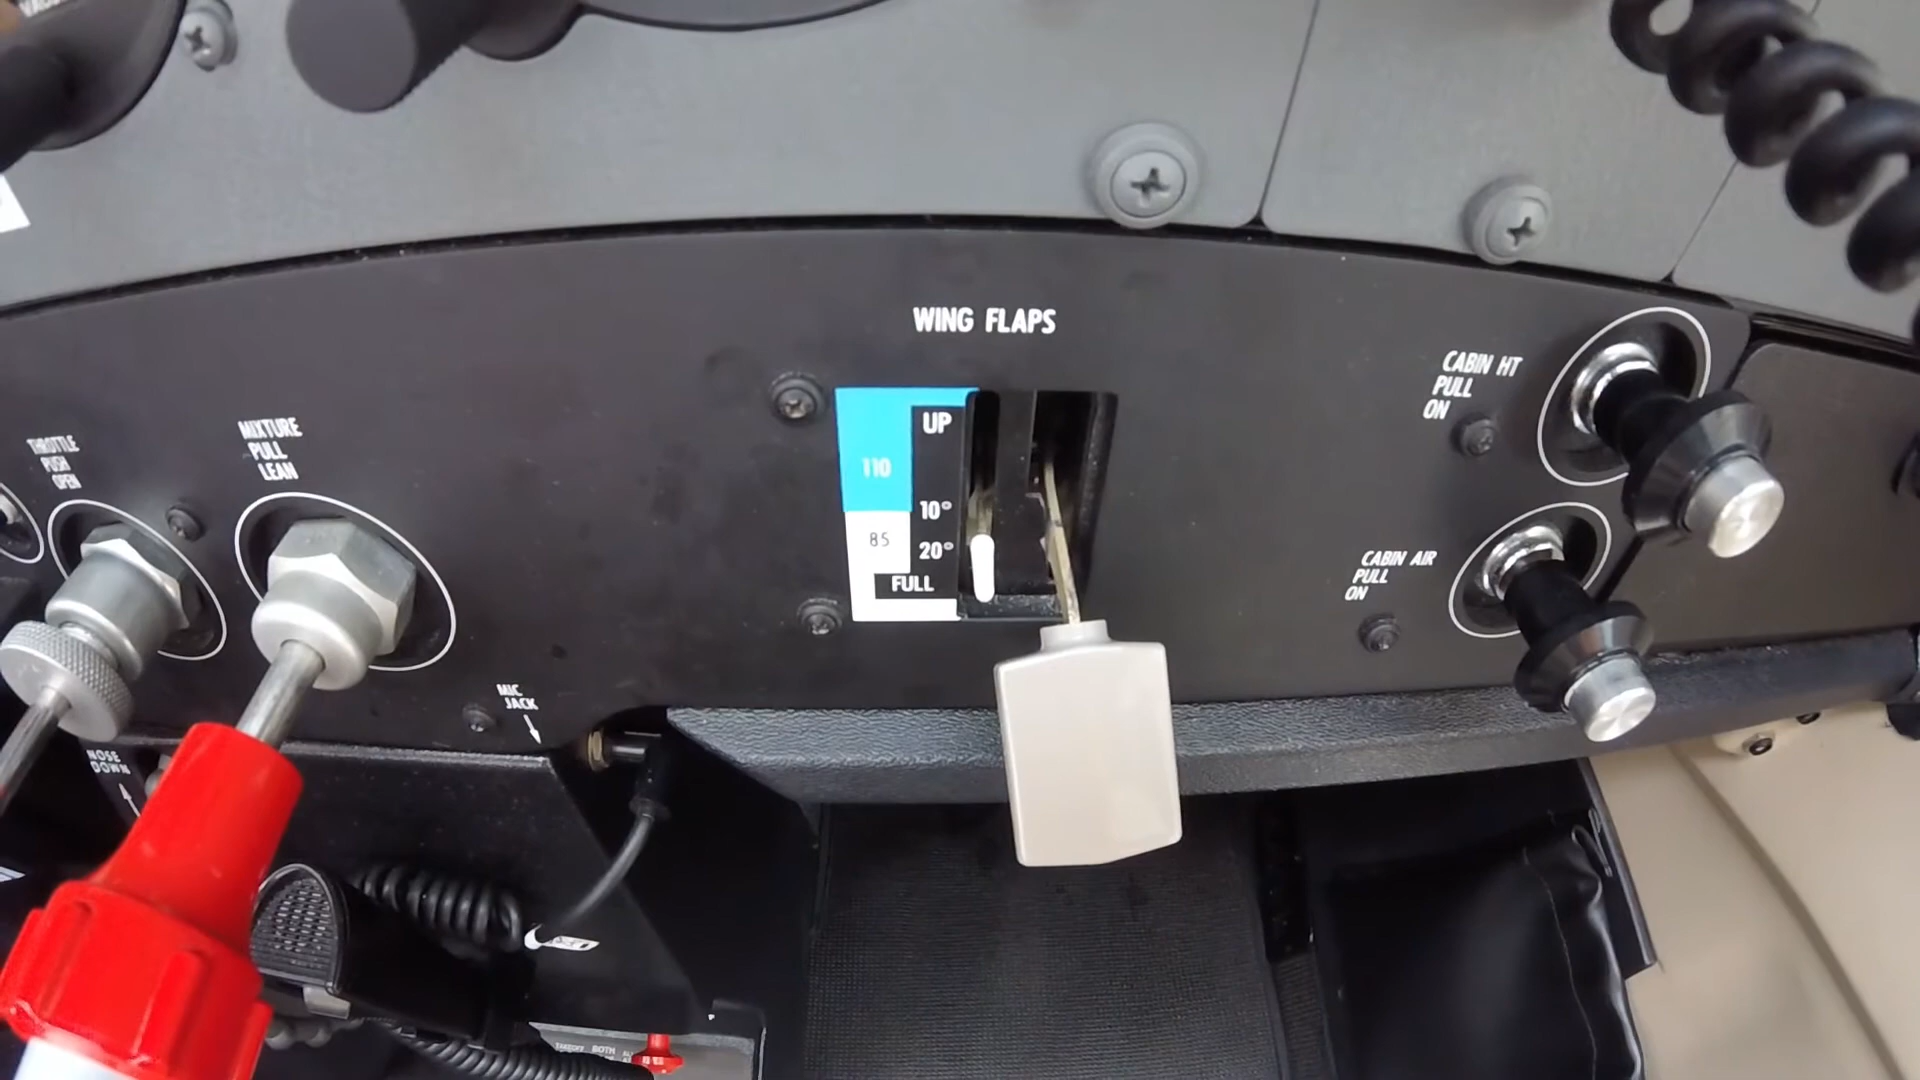 WING FLAPS
UP
110
10°
85
20°
FULL
THROTTLE
PUSH
OPEN
MIXTURE
PULL
LEAN
CABIN HT
PULL
ON
CABIN AIR
PULL
ON
MIC
JACK
NOSE
DOWN
BOTH